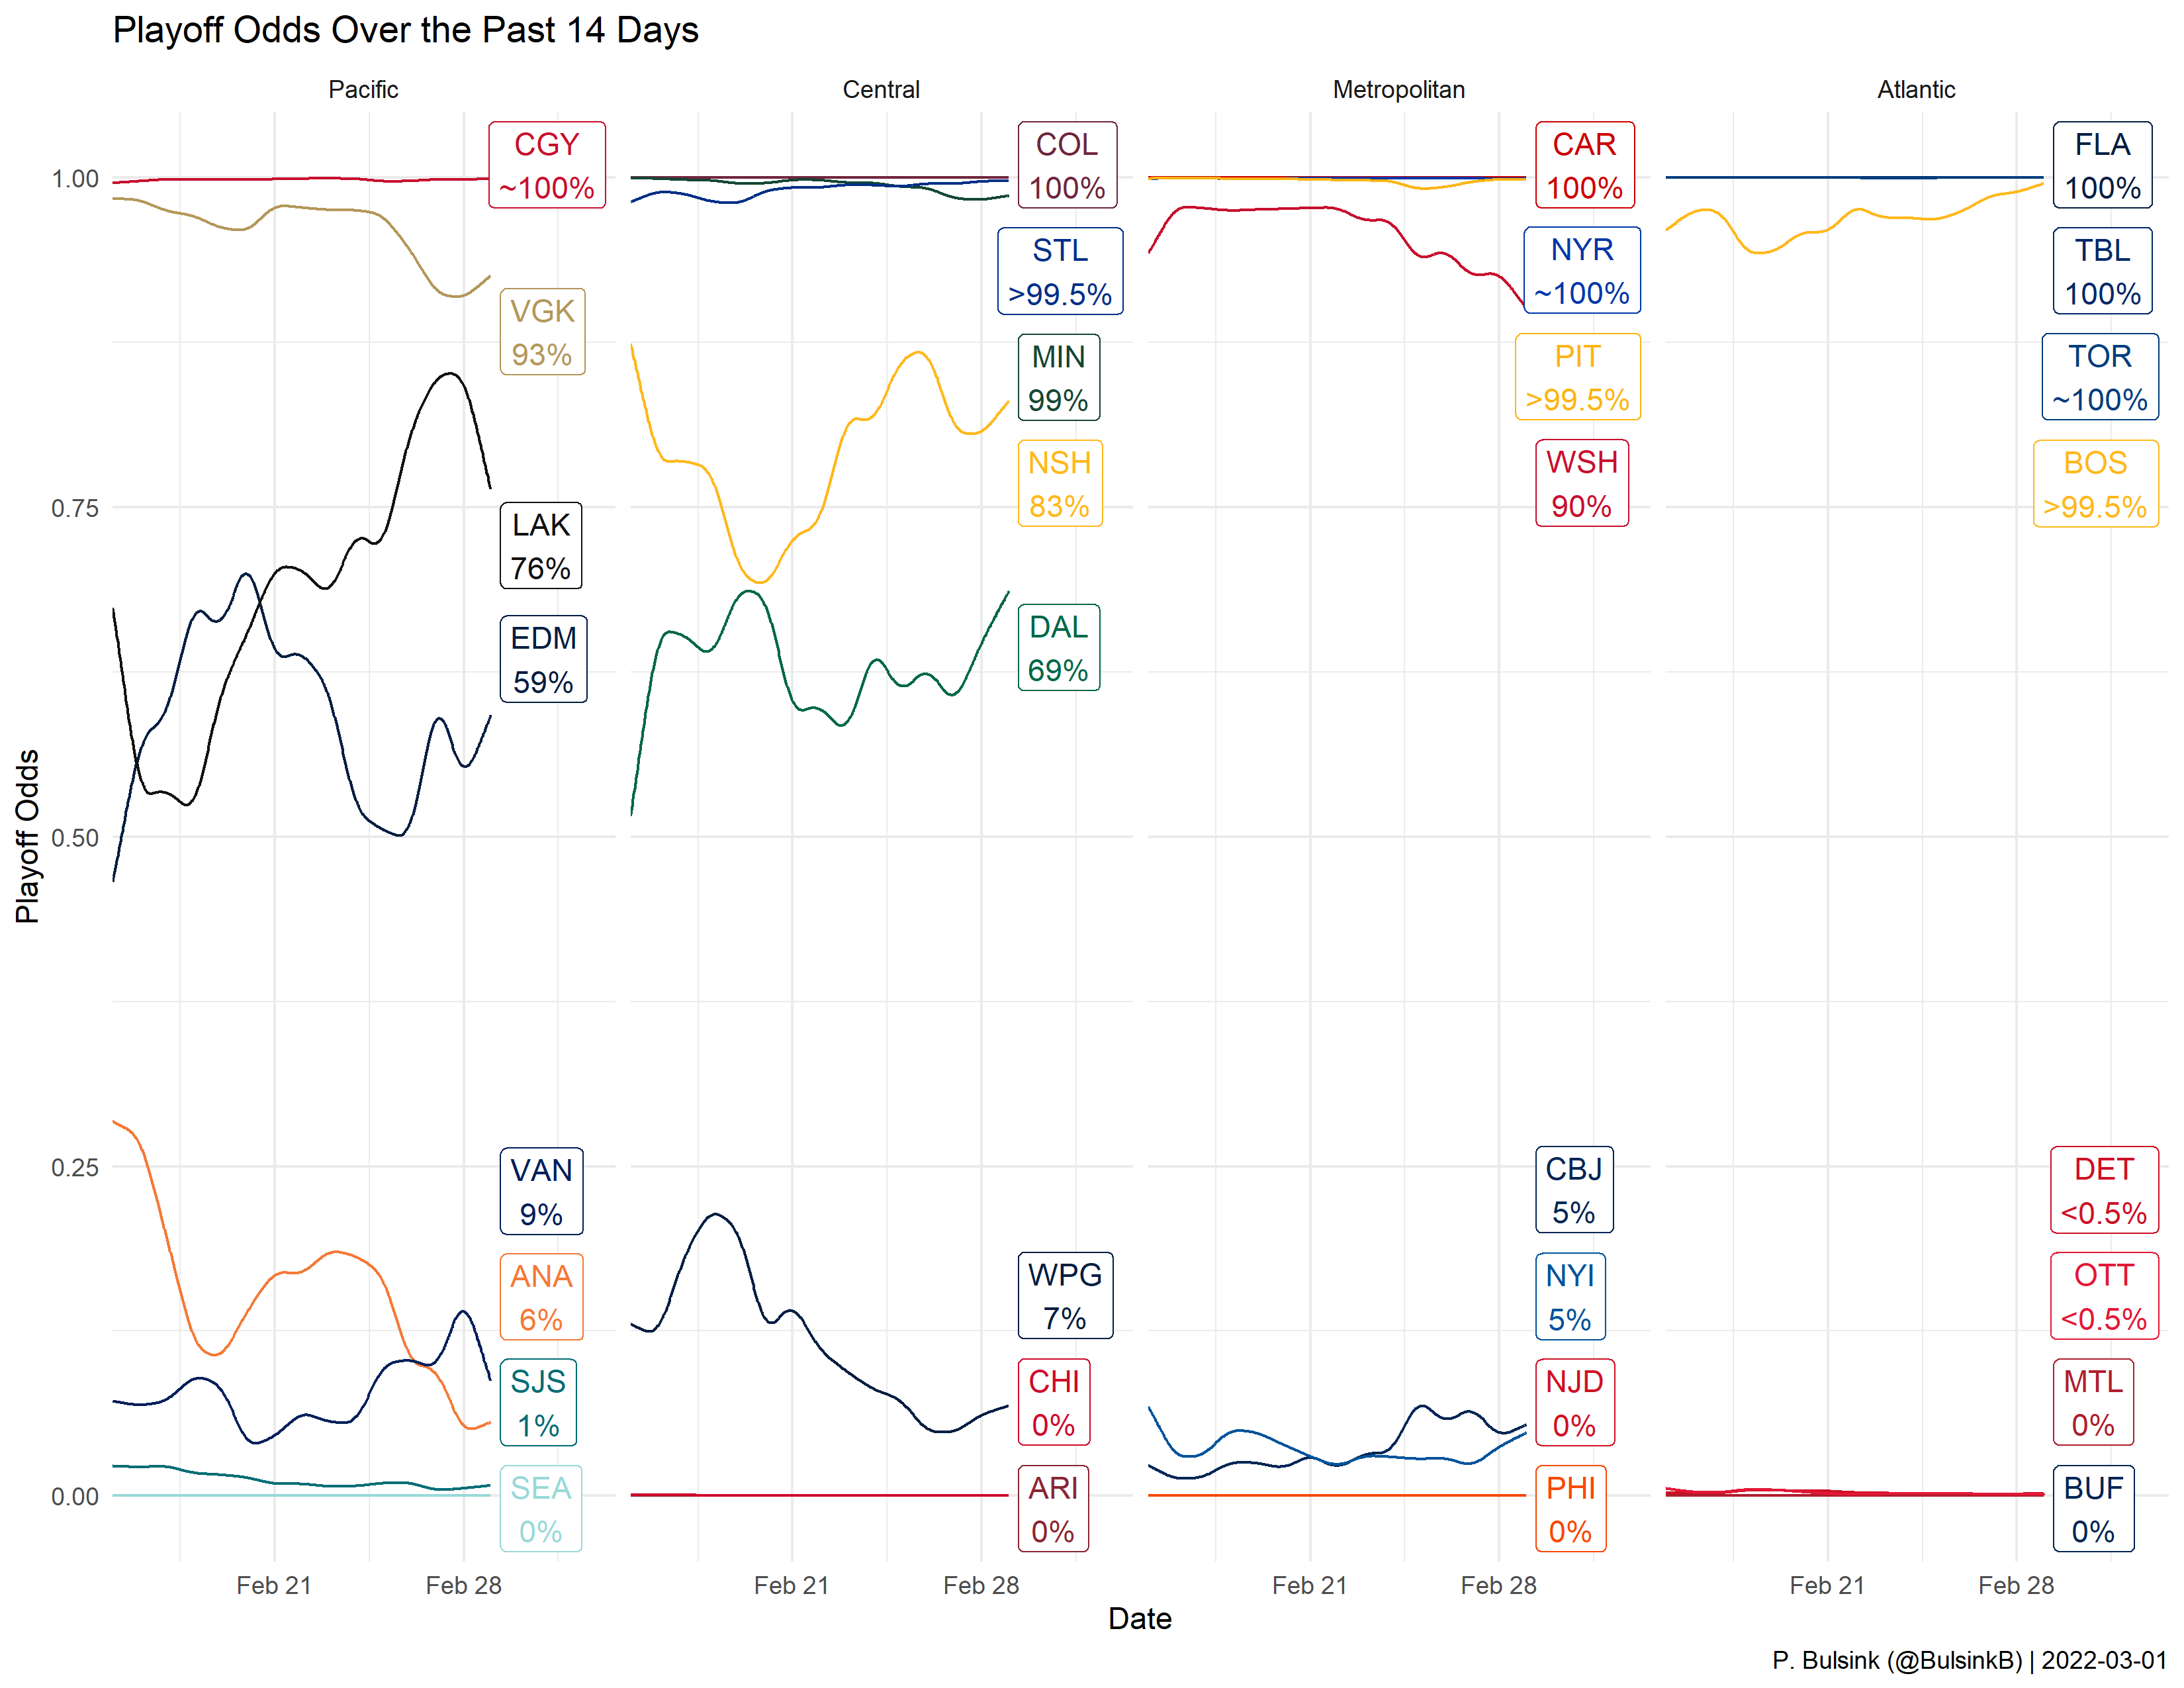 Playoff Odds Over the Past 14 Days
Pacific
Central
Metropolitan
Atlantic
Playoff Odds
1.00
0.75
0.50
0.25
0.00
CGY
~100%
VGK
93%
LAK
76%
EDM
59%
VAN
9%
ANA
6%
SJS
1%
SEA
0%
COL
100%
STL
>99.5%
MIN
99%
NSH
83%
DAL
69%
WPG
7%
CHI
0%
ARI
0%
CAR
100%
NYR
~100%
PIT
>99.5%
WSH
90%
CBJ
5%
NYI
5%
NJD
0%
PHI
0%
FLA
100%
TBL
100%
TOR
~100%
BOS
>99.5%
DET
<0.5%
OTT
<0.5%
MTL
0%
BUF
0%
Feb 21
Feb 28
Feb 21
Feb 28
Feb 21
Feb 28
Feb 21
Feb 28
Date
P. Bulsink (@BulsinkB) | 2022-03-01